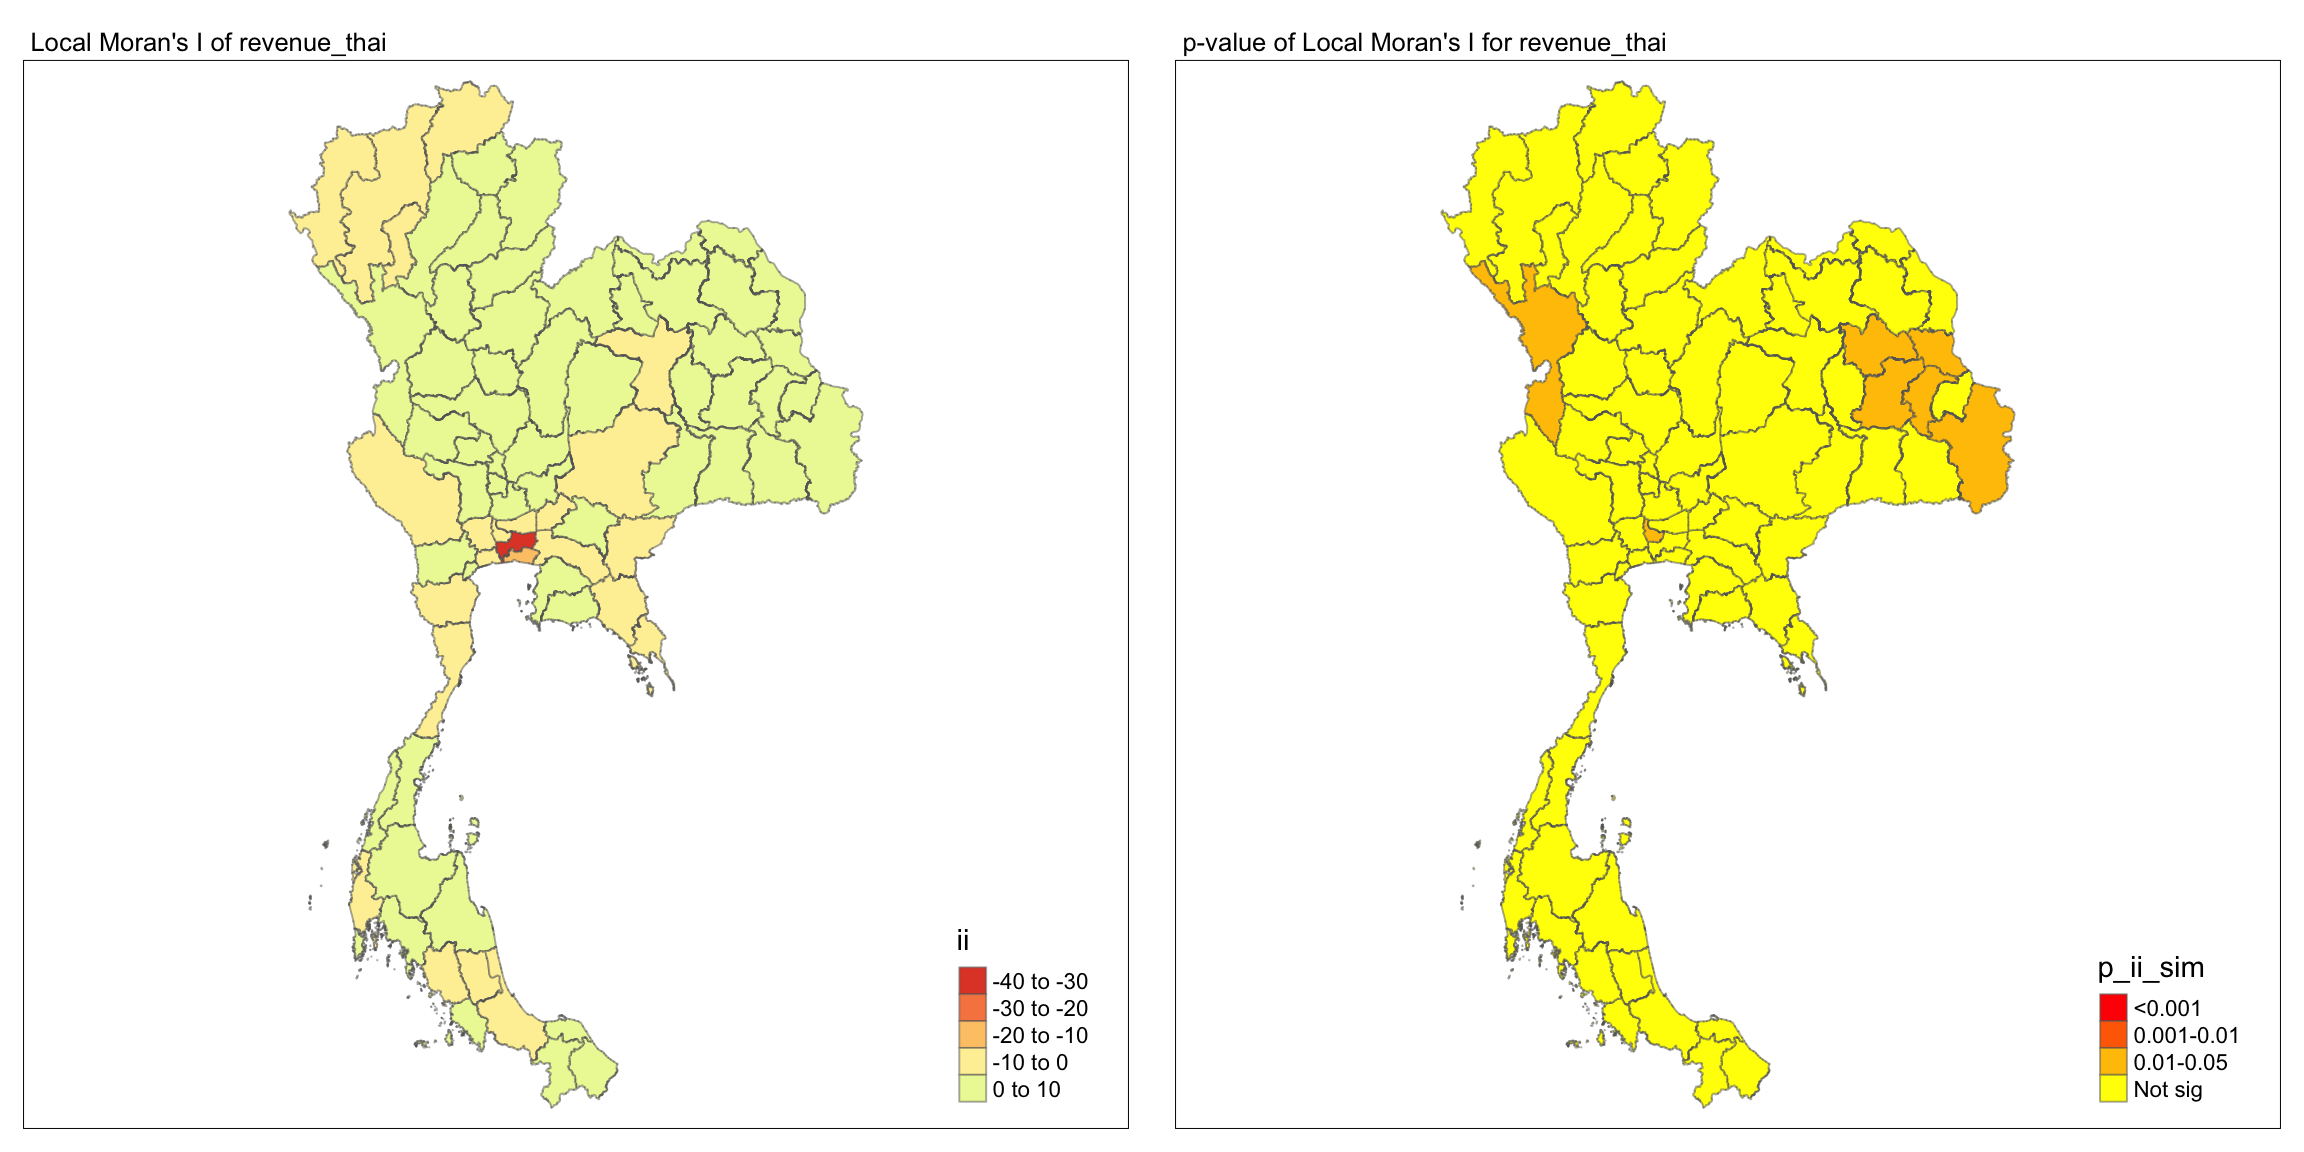 Local Moran's I of revenue_thai
ii
-40 to -30
-30 to -20
-20 to -10
-10 to 0
0 to 10
p-value of Local Moran's I for revenue_thai
p_ii_sim
<0.001
0.001-0.01
0.01-0.05
Not sig